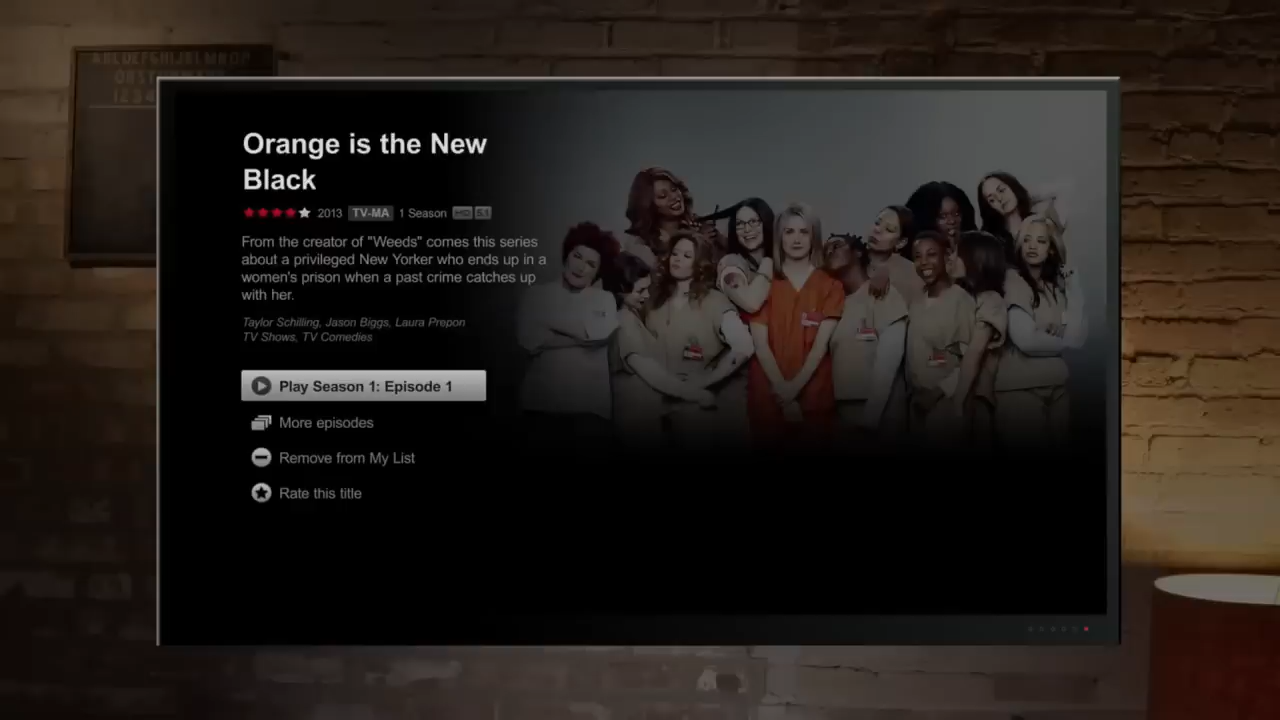 Orange is the New
Black
2013 TV-MA 1 Season HD 5.1
From the creator of "Weeds" comes this series
about a privileged New Yorker who ends up in a
women's prison when a past crime catches up
with her.
Taylor Schilling, Jason Biggs, Laura Prepon
TV Shows, TV Comedies
Play Season 1: Episode 1
More episodes
Remove from My List
Rate this title